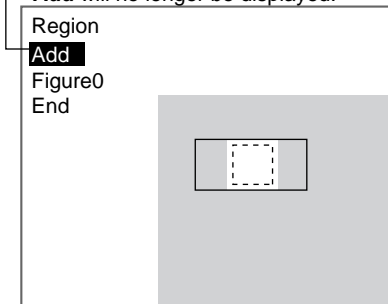 Add will no longer be displayed.
Region
Add
Figure0
End